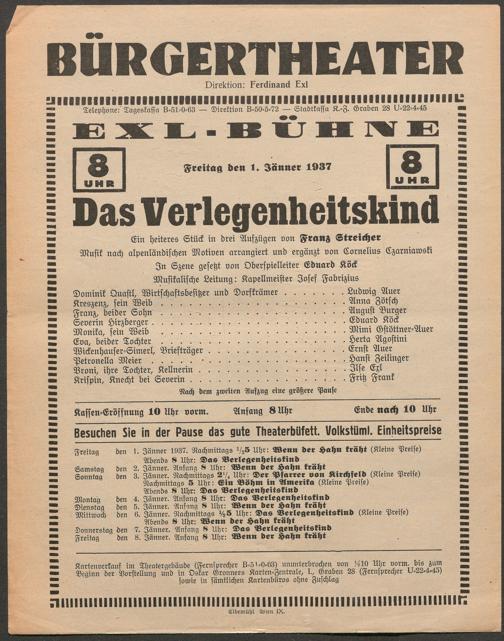 BÜRGERTHEATER
Direktion: Ferdinand Exl
Telephone: Tageskassa B-51-0-63 — Direktion B-50-5-72 — Stadtkassa K.-J. Graben 28 U-22-4-45
EXL-BÜHNE
8 UHR
Freitag den 1. Jänner 1937
8 UHR
Das Verlegenheitskind
Ein heiteres Stück in drei Aufzügen von Franz Streicher
Musik nach alpenländischen Motiven arrangiert und ergänzt von Cornelius Czarniawski
In Szene gesetzt von Oberspielleiter Eduard Köck
Musikalische Leitung: Kapellmeister Josef Fabrizius
Dominik Quastl, Wirtschaftsbesitzer und Dorfkrämer . . . Ludwig Auer
Kreszenz, sein Weib . . . Anna Zötsch
Franz, beider Sohn . . . August Burger
Severin Hirzberger . . . Eduard Köck
Monika, sein Weib . . . Mimi Gstöttner-Auer
Eva, beider Tochter . . . Herta Agostini
Wickenhauser-Simerl, Briefträger . . . Ernst Auer
Petronella Meier . . . Hansl Zeilinger
Broni, ihre Tochter, Kellnerin . . . Ilse Exl
Krispin, Knecht bei Severin . . . Fritz Frank
Nach dem zweiten Aufzug eine größere Pause
Kassen-Eröffnung 10 Uhr vorm. Anfang 8 Uhr Ende nach 10 Uhr
Besuchen Sie in der Pause das gute Theaterbüfett. Volkstüml. Einheitspreise
Freitag den 1. Jänner 1937. Nachmittags ½5 Uhr: Wenn der Hahn kräht (Kleine Preise)
Abends 8 Uhr: Das Verlegenheitskind
Samstag den 2. Jänner. Anfang 8 Uhr: Wenn der Hahn kräht
Sonntag den 3. Jänner. Nachmittags Uhr: Der Pfarrer von Kirchfeld (Kleine Preise)
Nachmittags 5 Uhr: Ein Böhm in Amerika (Kleine Preise)
Abends 8 Uhr: Das Verlegenheitskind
Montag den 4. Jänner. Anfang 8 Uhr: Das Verlegenheitskind
Dienstag den 5. Jänner. Anfang 8 Uhr: Wenn der Hahn kräht
Mittwoch den 6. Jänner. Nachmittags ½5 Uhr: Das Verlegenheitskind (Kleine Preise)
Abends 8 Uhr: Wenn der Hahn kräht
Donnerstag den 7. Jänner. Anfang 8 Uhr: Das Verlegenheitskind
Freitag den 8. Jänner. Anfang 8 Uhr: Wenn der Hahn kräht
Kartenverkauf im Theatergebäude (Fernsprecher B-51-0-63) ununterbrochen von ½10 Uhr vorm. bis zum
Beginn der Vorstellung und in Oskar Gronners Karten-Zentrale, I., Graben 28 (Fernsprecher U-22-4-45)
sowie in sämtlichen Kartenbüros ohne Zuschlag
Elbemühl Wien IX.